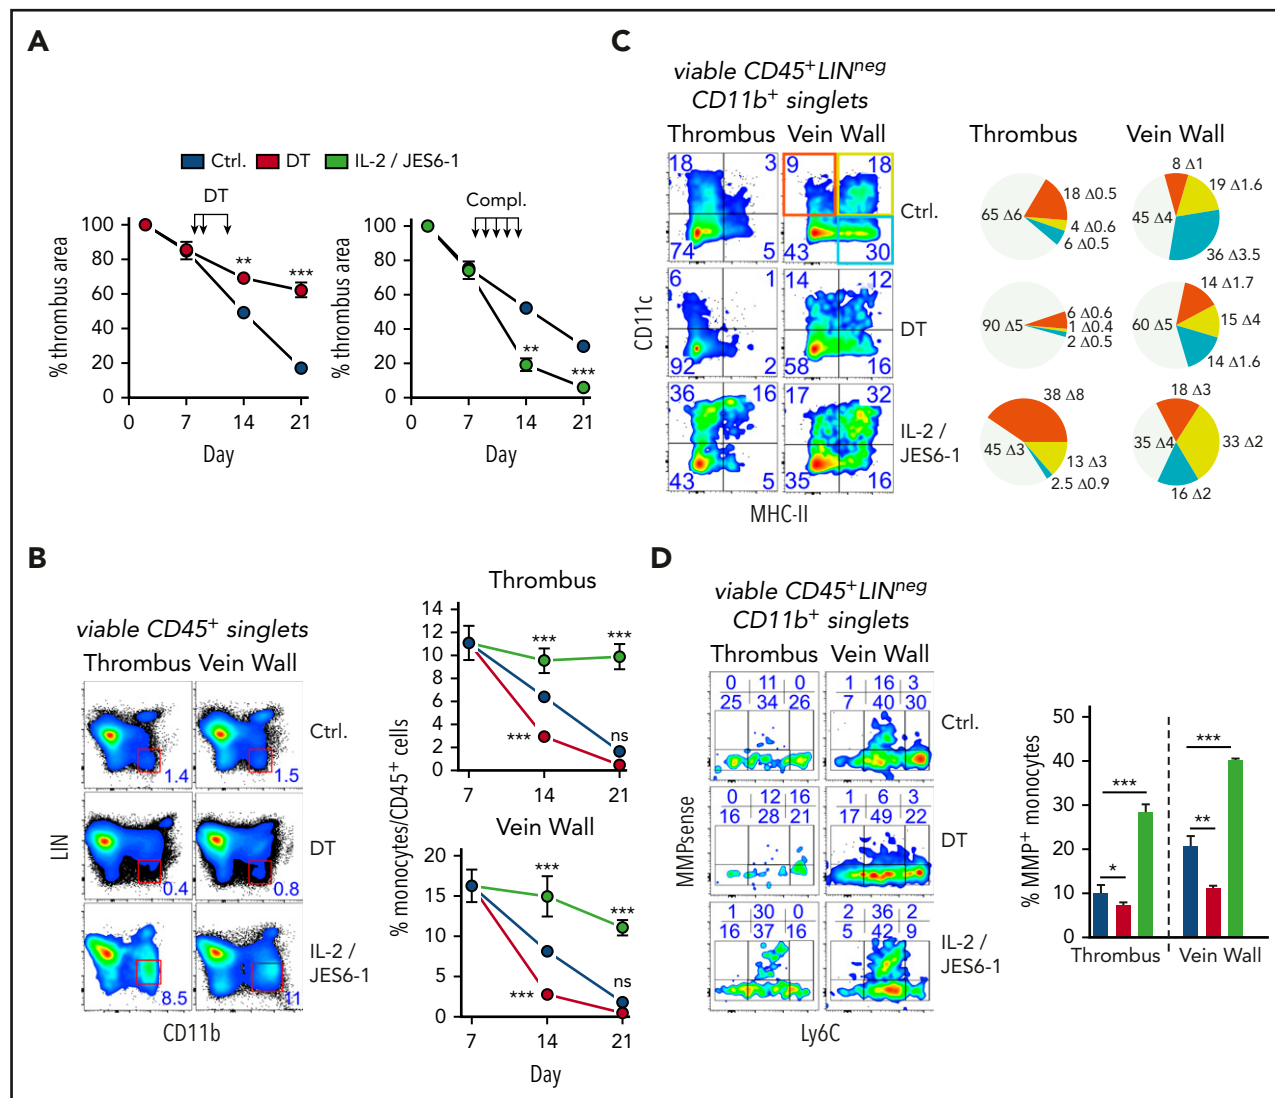 A
Ctrl. DT IL-2 / JES6-1
DT
% thrombus area
100
80
60
40
20
0
** ***
0 7 14 21
Day
Compl.
% thrombus area
100
80
60
40
20
0
** ***
0 7 14 21
Day
B
viable CD45+ singlets
Thrombus Vein Wall
Ctrl.
1.4 1.5
DT
0.4 0.8
IL-2 /
JES6-1
8.5 11
LIN
CD11b
Thrombus
14
12
10
8
6
4
2
0
*** ***
*** ns
7 14 21
Vein Wall
20
15
10
5
0
*** ***
*** ns
7 14 21
Day
% monocytes/CD45+ cells
C
viable CD45+LINneg
CD11b+ singlets
Thrombus Vein Wall
18 3 9 18
Ctrl.
74 5 43 30
6 1 14 12
DT
92 2 58 16
36 16 17 32
IL-2 /
JES6-1
43 5 35 16
CD11c
MHC-II
Thrombus Vein Wall
65 Δ6
18 Δ0.5
4 Δ0.6
6 Δ0.5
8 Δ1
19 Δ1.6
45 Δ4
36 Δ3.5
90 Δ5
6 Δ0.6
1 Δ0.4
2 Δ0.5
14 Δ1.7
60 Δ5
15 Δ4
14 Δ1.6
38 Δ8
45 Δ3
13 Δ3
2.5 Δ0.9
18 Δ3
35 Δ4
33 Δ2
16 Δ2
D
viable CD45+LINneg
CD11b+ singlets
Thrombus Vein Wall
0 11 0 1 16 3
25 34 26 7 40 30
Ctrl.
0 12 16 1 6 3
16 28 21 17 49 22
DT
1 30 0 2 36 2
16 37 16 5 42 9
IL-2 /
JES6-1
MMPsense
Ly6C
% MMP+ monocytes
50
40
30
20
10
0
***
*
***
**
Thrombus Vein Wall